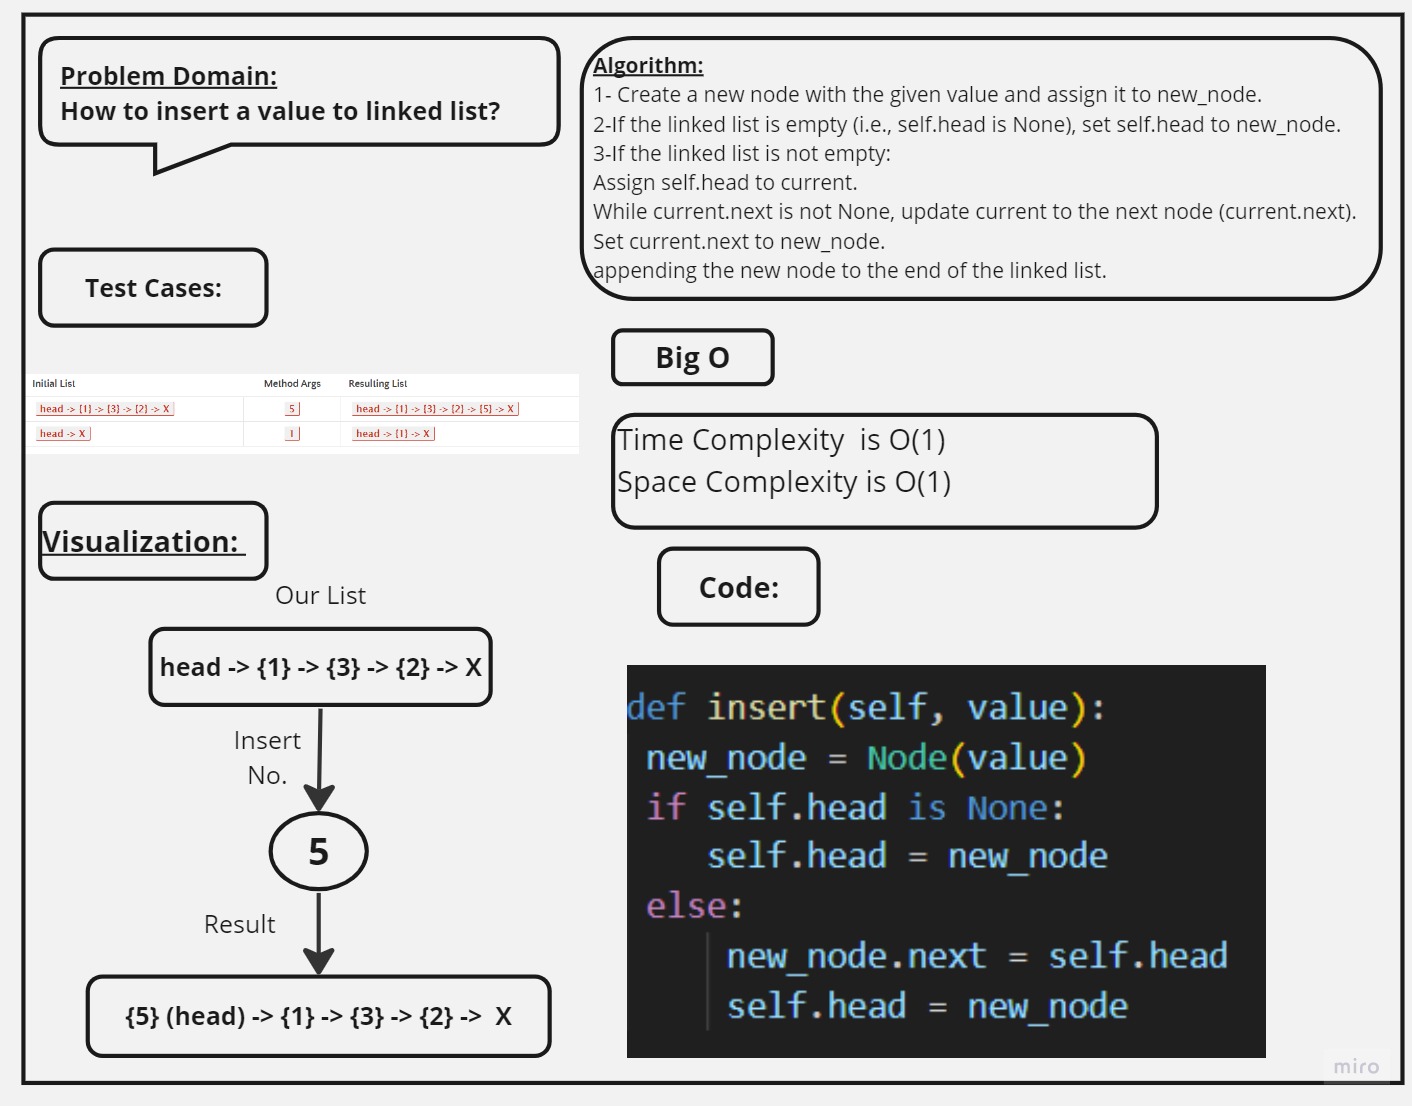 Problem Domain:
How to insert a value to linked list?
Algorithm:
1- Create a new node with the given value and assign it to new_node.
2-If the linked list is empty (i.e., self.head is None), set self.head to new_node.
3-If the linked list is not empty:
Assign self.head to current.
While current.next is not None, update current to the next node (current.next).
Set current.next to new_node.
appending the new node to the end of the linked list.
Test Cases:
Initial List Method Args Resulting List
head -> {1} -> {3} -> {2} -> X 5 head -> {1} -> {3} -> {2} -> {5} -> X
head -> X 1 head -> {1} -> X
Big O
Time Complexity  is O(1)
Space Complexity is O(1)
Visualization:
Our List
head -> {1} -> {3} -> {2} -> X
Insert
No.
5
Result
{5} (head) -> {1} -> {3} -> {2} ->  X
Code:
def insert(self, value):
new_node = Node(value)
if self.head is None:
self.head = new_node
else:
new_node.next = self.head
self.head = new_node
miro